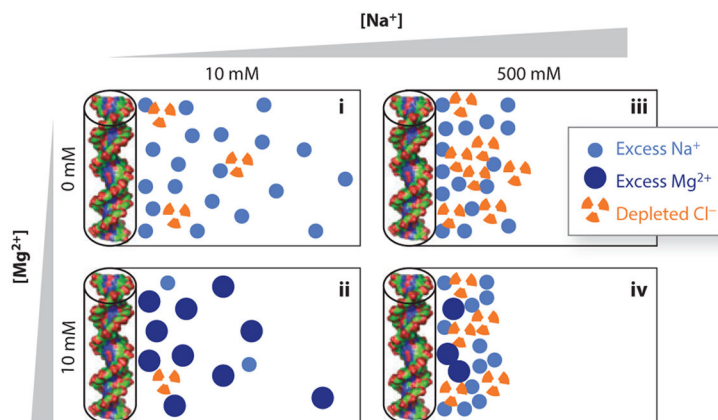 [Na⁺]
10 mM
500 mM
[Mg²⁺]
0 mM
10 mM
i
iii
ii
iv
Excess Na⁺
Excess Mg²⁺
Depleted Cl⁻